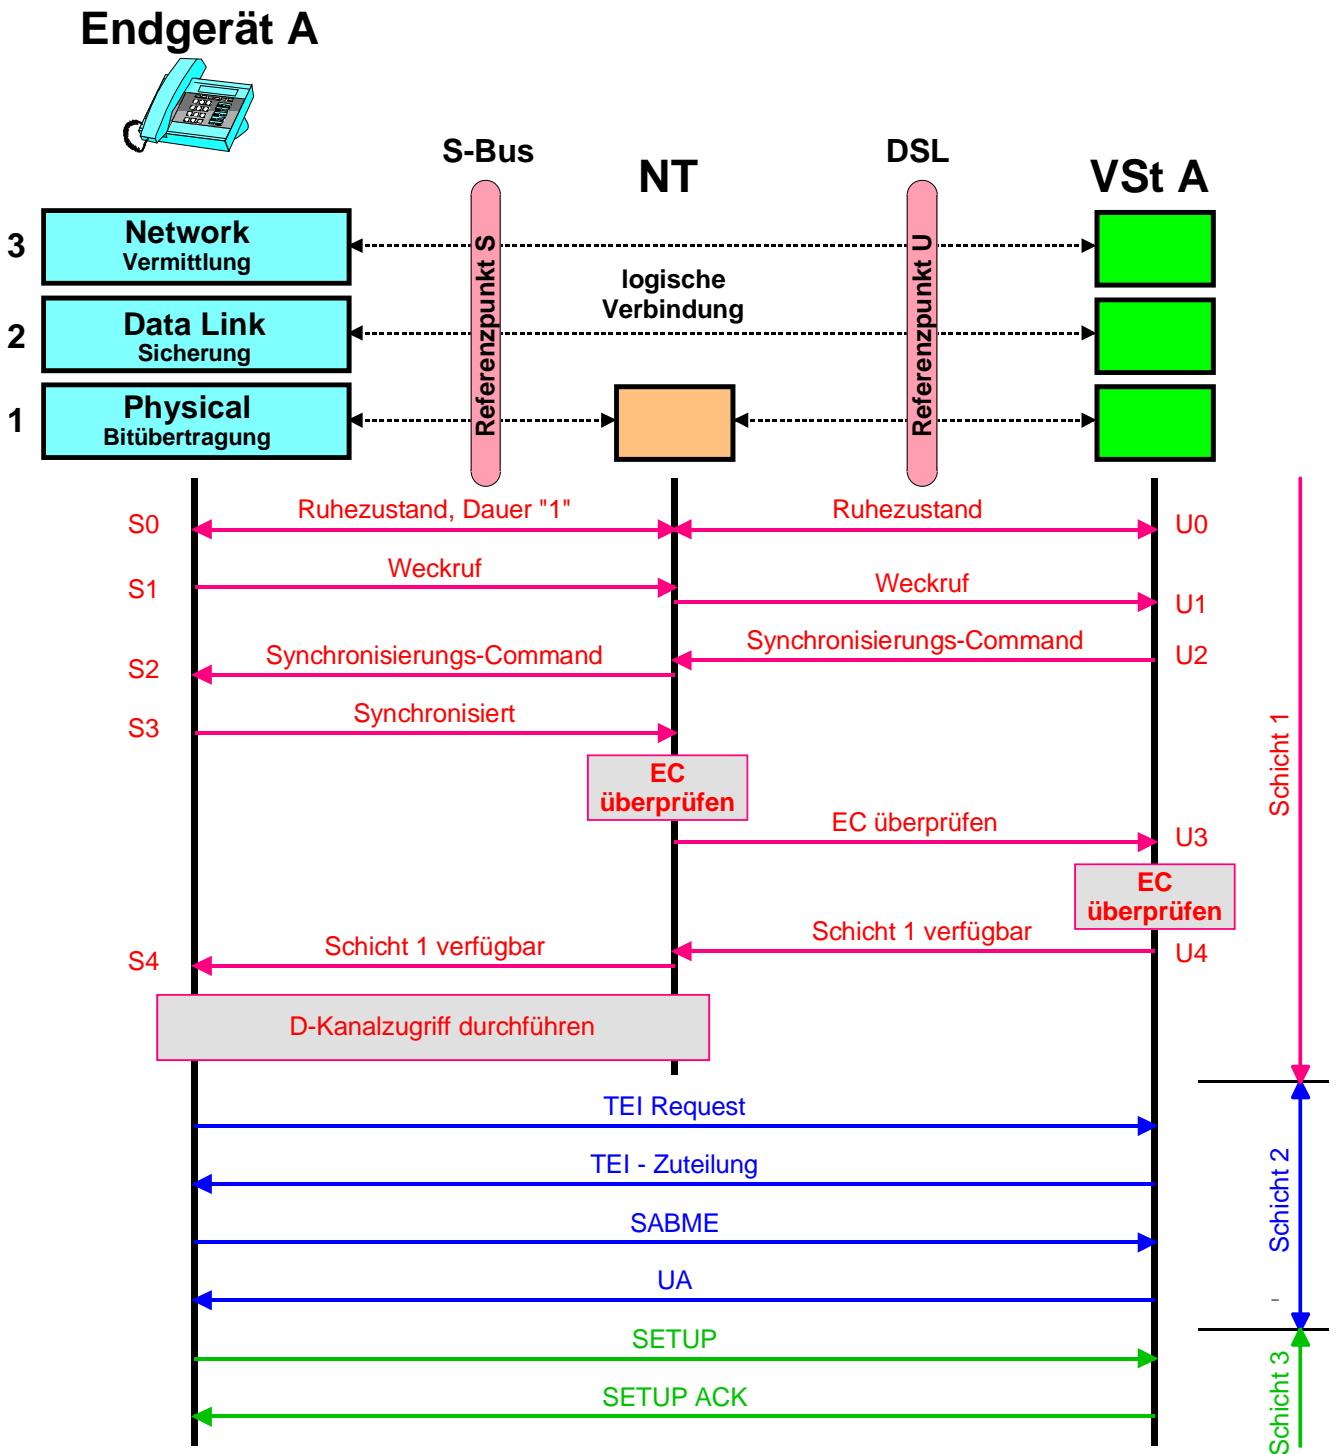 Endgerät A
S-Bus
NT
DSL
VSt A
3
Network
Vermittlung
Referenzpunkt S
Referenzpunkt U
logische
Verbindung
2
Data Link
Sicherung
1
Physical
Bitübertragung
S0
Ruhezustand, Dauer "1"
Ruhezustand
U0
S1
Weckruf
Weckruf
U1
S2
Synchronisierungs-Command
Synchronisierungs-Command
U2
S3
Synchronisiert
EC
überprüfen
EC überprüfen
U3
EC
überprüfen
S4
Schicht 1 verfügbar
Schicht 1 verfügbar
U4
Schicht 1
D-Kanalzugriff durchführen
TEI Request
TEI - Zuteilung
SABME
UA
Schicht 2
SETUP
SETUP ACK
Schicht 3